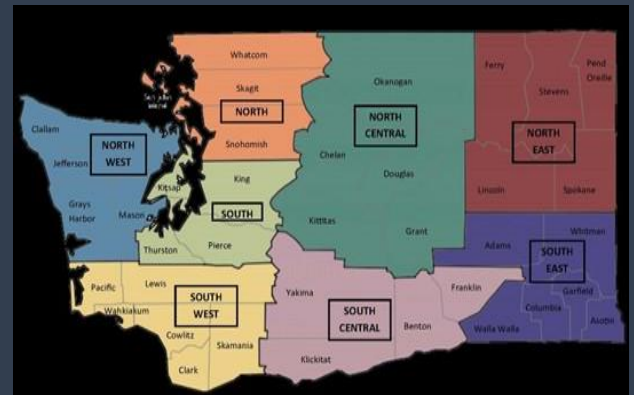 Whatcom
San Juan
Island
Skagit
NORTH
Snohomish
Okanogan
NORTH
CENTRAL
Chelan
Douglas
Kittitas
Grant
Ferry
Pend
Oreille
Stevens
NORTH
EAST
Lincoln
Spokane
Clallam
NORTH
WEST
Jefferson
Grays
Harbor
Mason
Kitsap
King
SOUTH
Pierce
Thurston
Adams
Whitman
SOUTH
EAST
Garfield
Columbia
Asotin
Walla Walla
Pacific
Lewis
SOUTH
WEST
Wahkiakum
Cowlitz
Skamania
Clark
Yakima
SOUTH
CENTRAL
Franklin
Benton
Klickitat